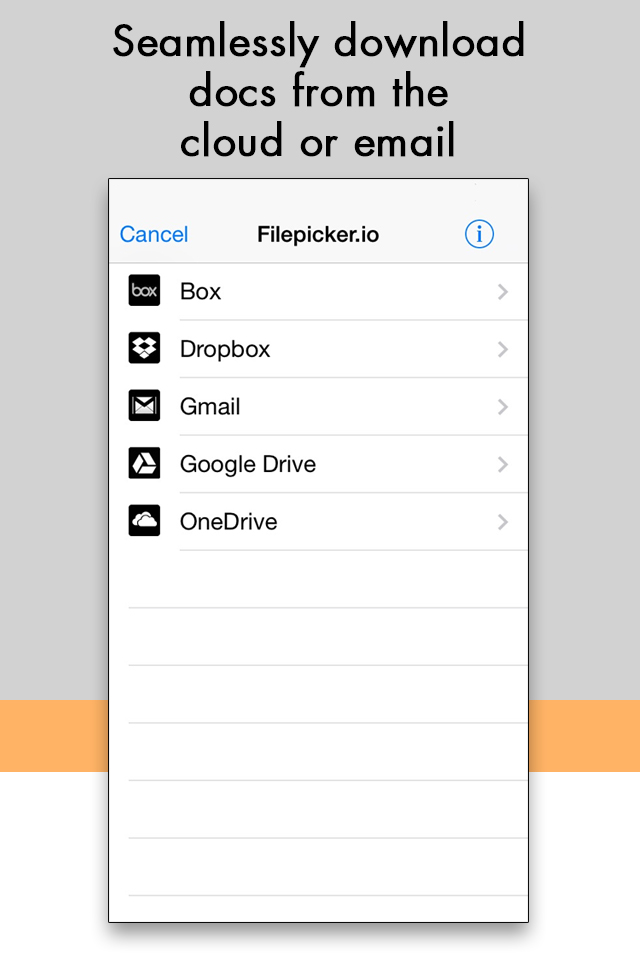 Seamlessly download
docs from the
cloud or email
Cancel Filepicker.io i
box Box
Dropbox
Gmail
Google Drive
OneDrive